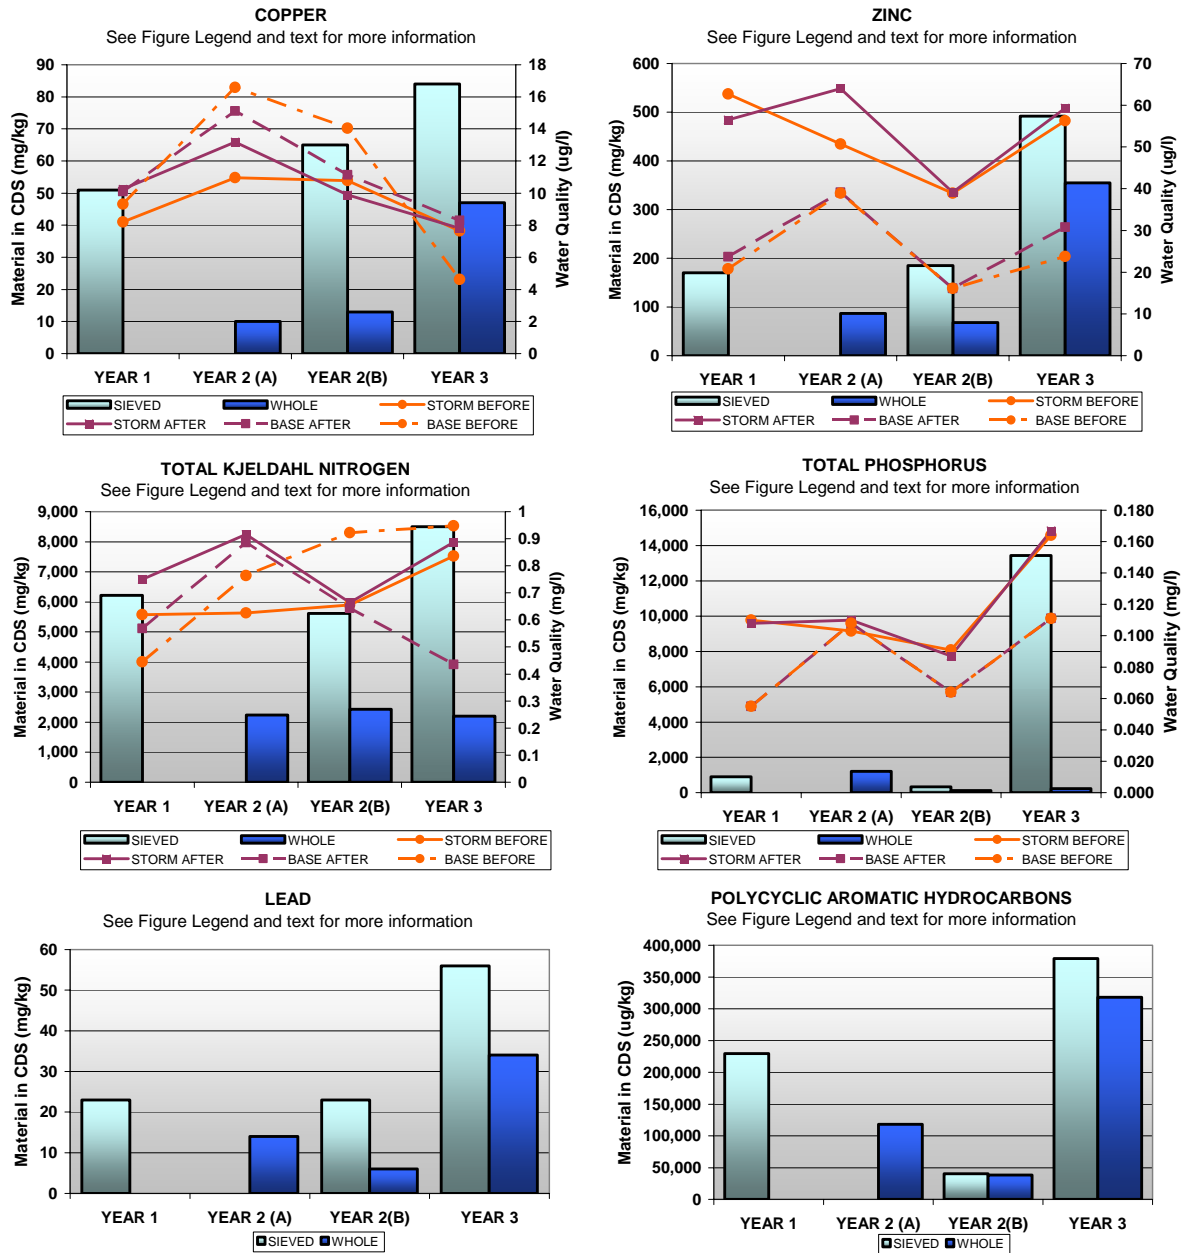 COPPER
See Figure Legend and text for more information
Material in CDS (mg/kg)
90
80
70
60
50
40
30
20
10
0
18
16
14
12
10
8
6
4
2
0
Water Quality (ug/l)
YEAR 1 YEAR 2 (A) YEAR 2(B) YEAR 3
SIEVED WHOLE STORM BEFORE
STORM AFTER BASE AFTER BASE BEFORE
ZINC
See Figure Legend and text for more information
Material in CDS (mg/kg)
600
500
400
300
200
100
0
70
60
50
40
30
20
10
0
Water Quality (ug/l)
YEAR 1 YEAR 2 (A) YEAR 2(B) YEAR 3
SIEVED WHOLE STORM BEFORE
STORM AFTER BASE AFTER BASE BEFORE
TOTAL KJELDAHL NITROGEN
See Figure Legend and text for more information
Material in CDS (mg/kg)
9,000
8,000
7,000
6,000
5,000
4,000
3,000
2,000
1,000
0
1
0.9
0.8
0.7
0.6
0.5
0.4
0.3
0.2
0.1
0
Water Quality (mg/l)
YEAR 1 YEAR 2 (A) YEAR 2(B) YEAR 3
SIEVED WHOLE STORM BEFORE
STORM AFTER BASE AFTER BASE BEFORE
TOTAL PHOSPHORUS
See Figure Legend and text for more information
Material in CDS (mg/kg)
16,000
14,000
12,000
10,000
8,000
6,000
4,000
2,000
0
0.180
0.160
0.140
0.120
0.100
0.080
0.060
0.040
0.020
0.000
Water Quality (mg/l)
YEAR 1 YEAR 2 (A) YEAR 2(B) YEAR 3
SIEVED WHOLE STORM BEFORE
STORM AFTER BASE AFTER BASE BEFORE
LEAD
See Figure Legend and text for more information
Material in CDS (mg/kg)
60
50
40
30
20
10
0
YEAR 1 YEAR 2 (A) YEAR 2(B) YEAR 3
SIEVED WHOLE
POLYCYCLIC AROMATIC HYDROCARBONS
See Figure Legend and text for more information
Material in CDS (ug/kg)
400,000
350,000
300,000
250,000
200,000
150,000
100,000
50,000
0
YEAR 1 YEAR 2 (A) YEAR 2(B) YEAR 3
SIEVED WHOLE